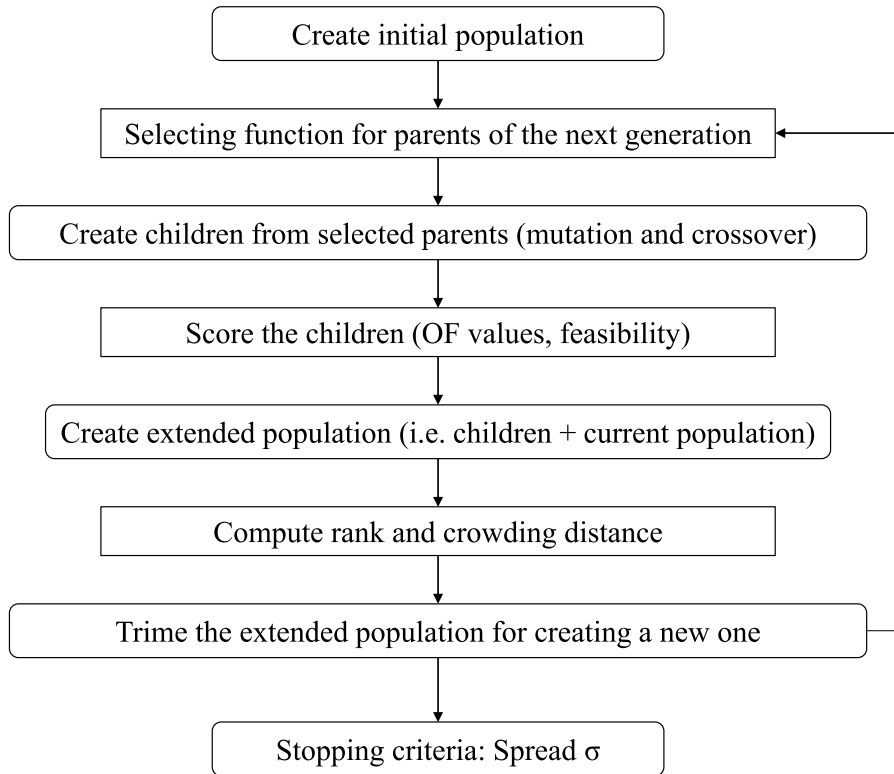 Create initial population
Selecting function for parents of the next generation
Create children from selected parents (mutation and crossover)
Score the children (OF values, feasibility)
Create extended population (i.e. children + current population)
Compute rank and crowding distance
Trime the extended population for creating a new one
Stopping criteria: Spread σ